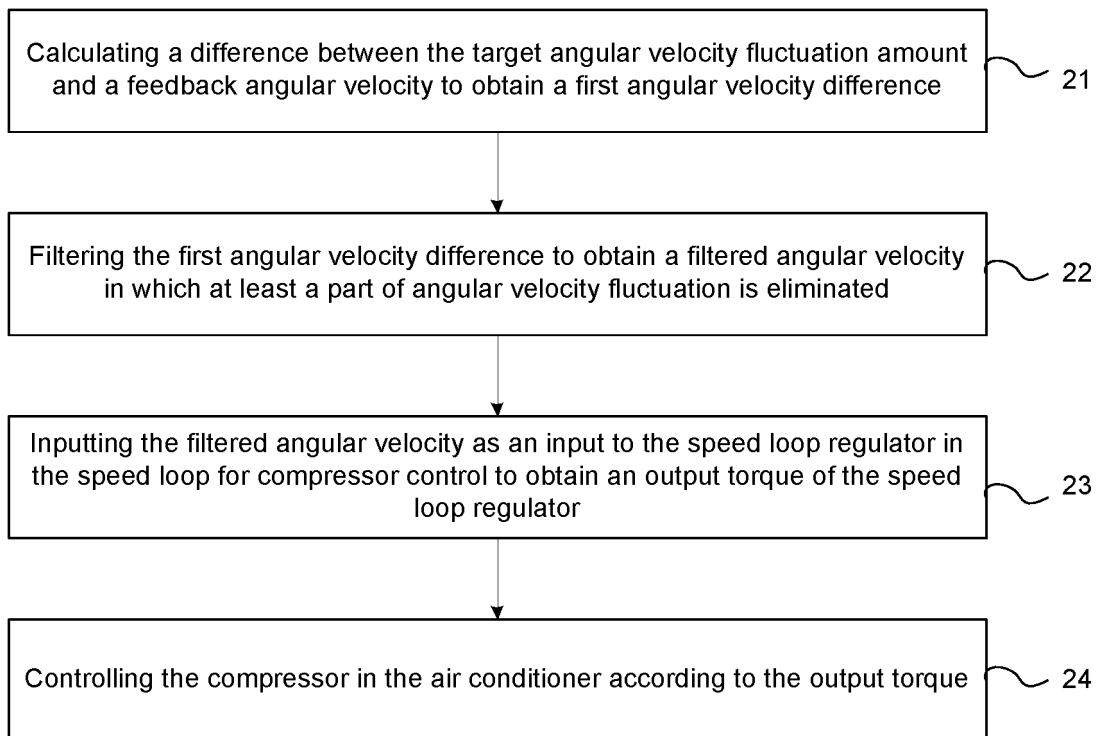 Calculating a difference between the target angular velocity fluctuation amount
and a feedback angular velocity to obtain a first angular velocity difference
21
Filtering the first angular velocity difference to obtain a filtered angular velocity
in which at least a part of angular velocity fluctuation is eliminated
22
Inputting the filtered angular velocity as an input to the speed loop regulator in
the speed loop for compressor control to obtain an output torque of the speed
loop regulator
23
Controlling the compressor in the air conditioner according to the output torque
24